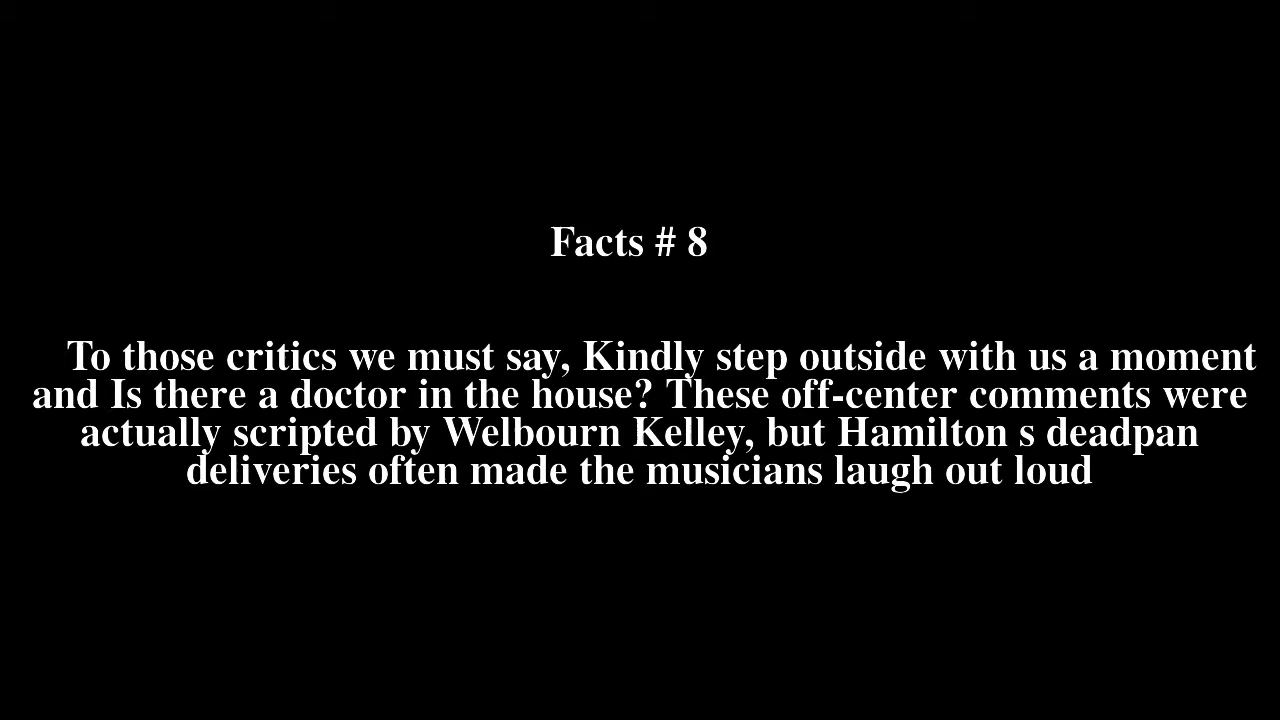 Facts # 8
To those critics we must say, Kindly step outside with us a moment
and Is there a doctor in the house? These off-center comments were
actually scripted by Welbourn Kelley, but Hamilton s deadpan
deliveries often made the musicians laugh out loud